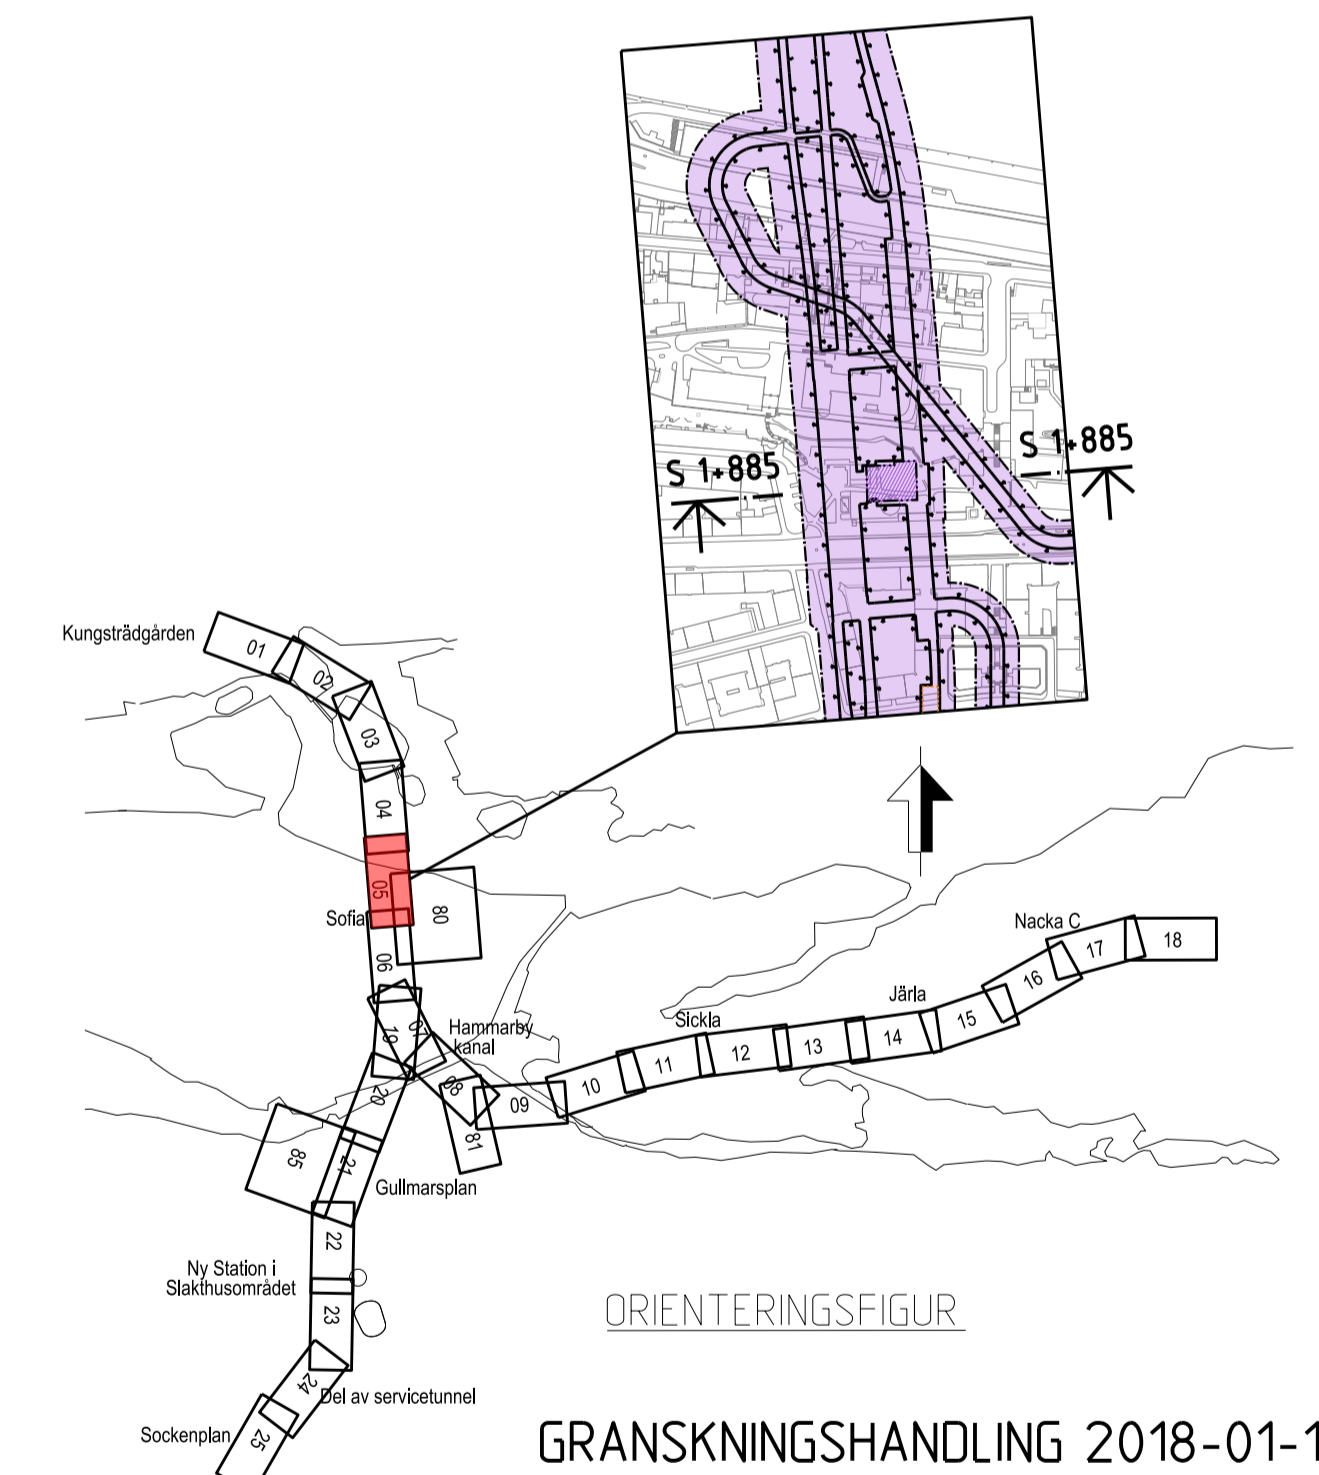 S 1+885
S 1+885
Kungsträdgården
01
02
03
04
05
Sofia
80
06
19
07
Hammarby
kanal
08
09
81
10
11
Sickla
12
13
Järla
14
15
16
Nacka C
17
18
20
85
21
Gullmarsplan
22
Ny Station i
Slakthusområdet
23
24
Del av servicetunnel
Sockenplan
25
ORIENTERINGSFIGUR
GRANSKNINGSHANDLING 2018-01-1